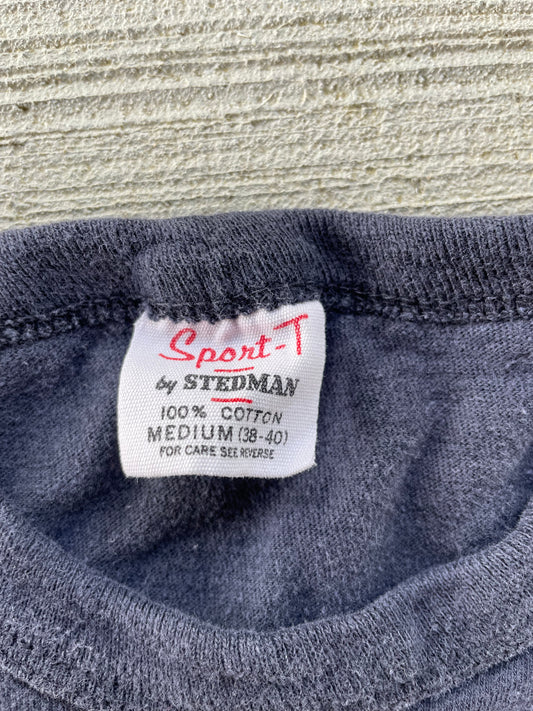 Sport-T
by STEDMAN
100% COTTON
MEDIUM (38-40)
FOR CARE SEE REVERSE